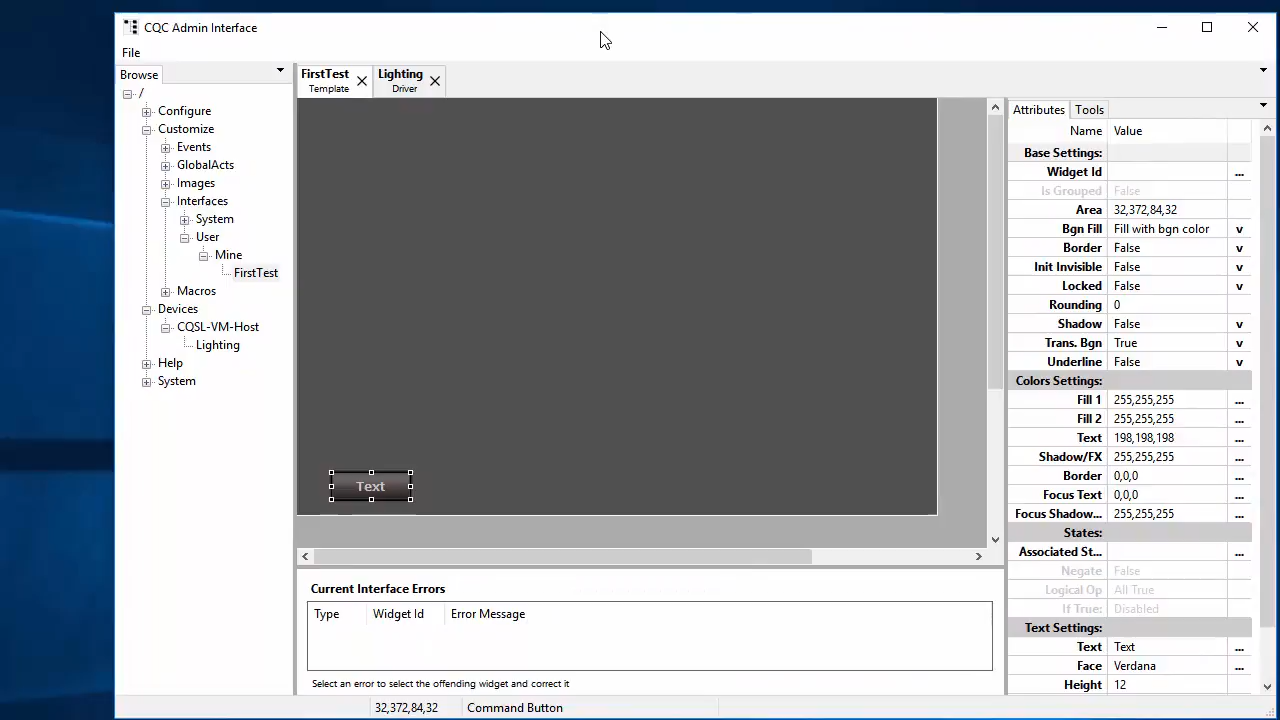 CQC Admin Interface
File
Browse
/
Configure
Customize
Events
GlobalActs
Images
Interfaces
System
User
Mine
FirstTest
Macros
Devices
CQSL-VM-Host
Lighting
Help
System
FirstTest
Template
Lighting
Driver
Text
Current Interface Errors
Type Widget Id Error Message
Select an error to select the offending widget and correct it
32,372,84,32 Command Button
Attributes Tools
Name Value
Base Settings:
Widget Id ...
Is Grouped False
Area 32,372,84,32
Bgn Fill Fill with bgn color v
Border False v
Init Invisible False v
Locked False v
Rounding 0
Shadow False v
Trans. Bgn True v
Underline False v
Colors Settings:
Fill 1 255,255,255 ...
Fill 2 255,255,255 ...
Text 198,198,198 ...
Shadow/FX 255,255,255 ...
Border 0,0,0 ...
Focus Text 0,0,0 ...
Focus Shadow... 255,255,255 ...
States:
Associated St... ...
Negate False
Logical Op All True
If True: Disabled
Text Settings:
Text Text ...
Face Verdana ...
Height 12 ...